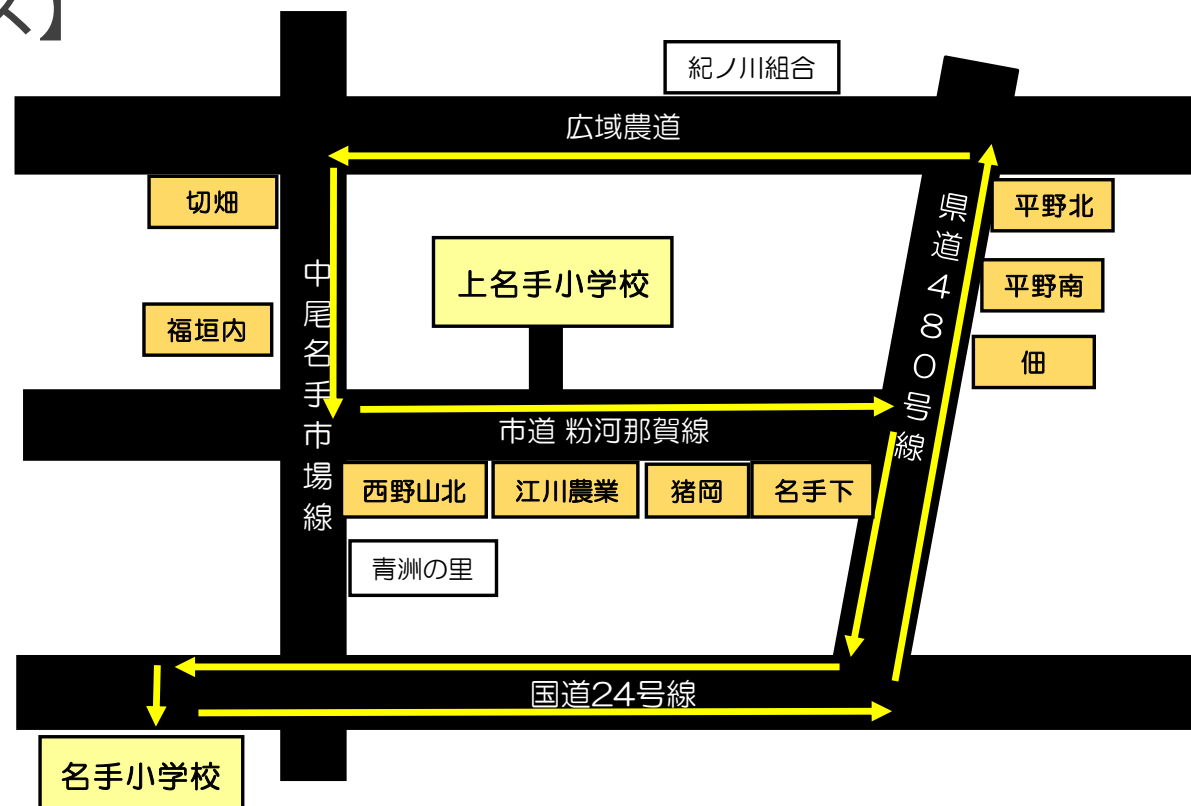 ス】
紀ノ川組合
広域農道
切畑
平野北
県道480号線
中尾名手市場線
上名手小学校
平野南
福垣内
佃
市道 粉河那賀線
西野山北
江川農業
猪岡
名手下
青洲の里
国道24号線
名手小学校